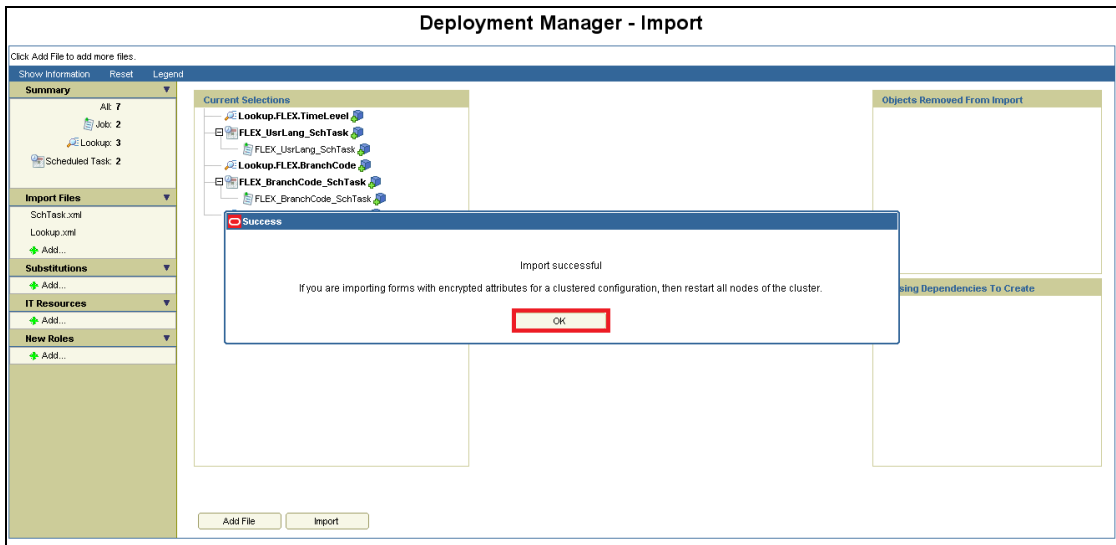 Deployment Manager - Import
Click Add File to add more files.
Show Information Reset Legend
Summary
All: 7
Job: 2
Lookup: 3
Scheduled Task: 2
Import Files
SchTask.xml
Lookup.xml
Add...
Substitutions
Add...
IT Resources
Add...
New Roles
Add...
Current Selections
Lookup.FLEX.TimeLevel
FLEX_UsrLang_SchTask
FLEX_UsrLang_SchTask
Lookup.FLEX.BranchCode
FLEX_BranchCode_SchTask
FLEX_BranchCode_SchTask
Objects Removed From Import
Success
Import successful
If you are importing forms with encrypted attributes for a clustered configuration, then restart all nodes of the cluster.
OK
sing Dependencies To Create
Add File Import